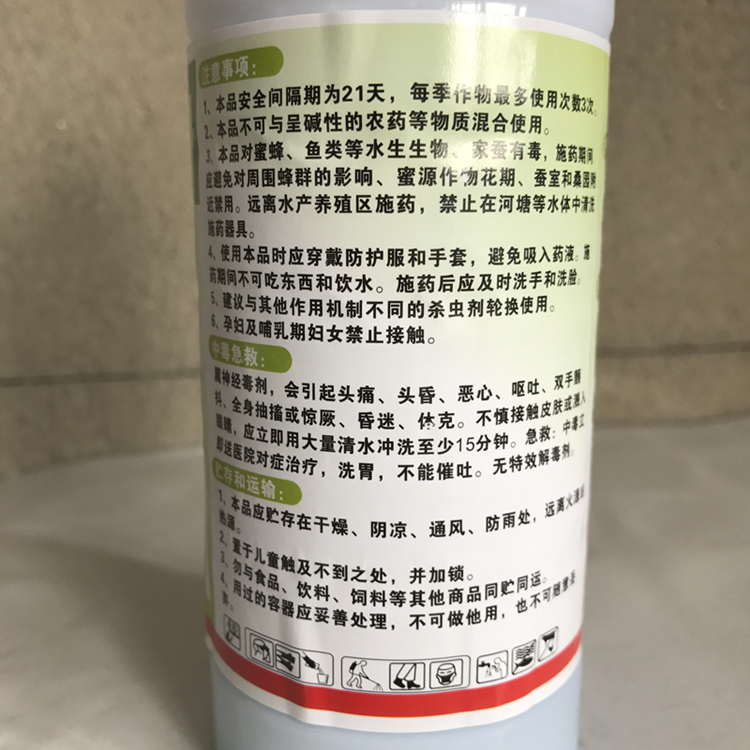 注意事项：
1、本品安全间隔期为21天，每季作物最多使用次数3次。
2、本品不可与呈碱性的农药等物质混合使用。
3、本品对蜜蜂、鱼类等水生生物、家蚕有毒，施药期间
应避免对周围蜂群的影响、蜜源作物花期、蚕室和桑园附
近禁用。远离水产养殖区施药，禁止在河塘等水体中清洗
施药器具。
4、使用本品时应穿戴防护服和手套，避免吸入药液。施
药期间不可吃东西和饮水。施药后应及时洗手和洗脸。
5、建议与其他作用机制不同的杀虫剂轮换使用。
6、孕妇及哺乳期妇女禁止接触。
中毒急救：
属神经毒剂，会引起头痛、头昏、恶心、呕吐、双手颤
抖、全身抽搐或惊厥、昏迷、休克。不慎接触皮肤或溅入
眼睛，应立即用大量清水冲洗至少15分钟。急救：中毒立
即送医院对症治疗，洗胃，不能催吐。无特效解毒剂。
贮存和运输：
1、本品应贮存在干燥、阴凉、通风、防雨处，远离火源或
热源。
2、置于儿童触及不到之处，并加锁。
3、勿与食品、饮料、饲料等其他商品同贮同运。
4、用过的容器应妥善处理，不可做他用，也不可随意丢
弃。